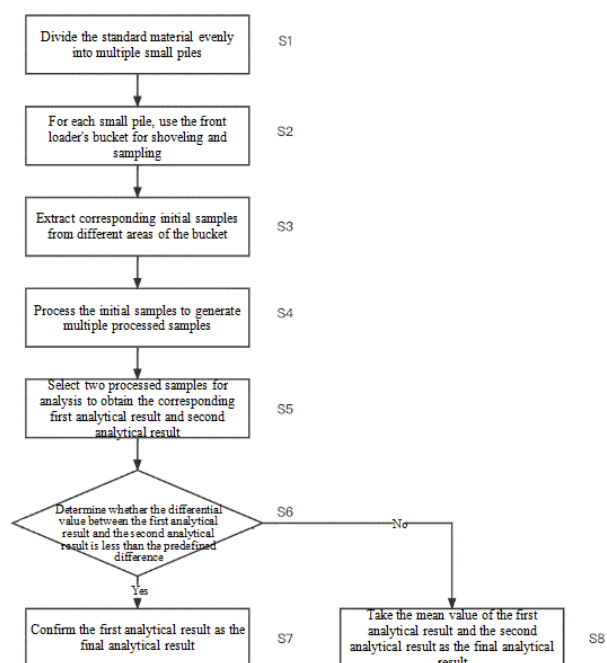 Divide the standard material evenly
into multiple small piles
S1
For each small pile, use the front
loader's bucket for shoveling and
sampling
S2
Extract corresponding initial samples
from different areas of the bucket
S3
Process the initial samples to generate
multiple processed samples
S4
Select two processed samples for
analysis to obtain the corresponding
first analytical result and second
analytical result
S5
Determine whether the differential
value between the first analytical
result and the second analytical
result is less than the predefined
difference
S6
No
Yes
Confirm the first analytical result as the
final analytical result
S7
Take the mean value of the first
analytical result and the second
analytical result as the final analytical
result
S8